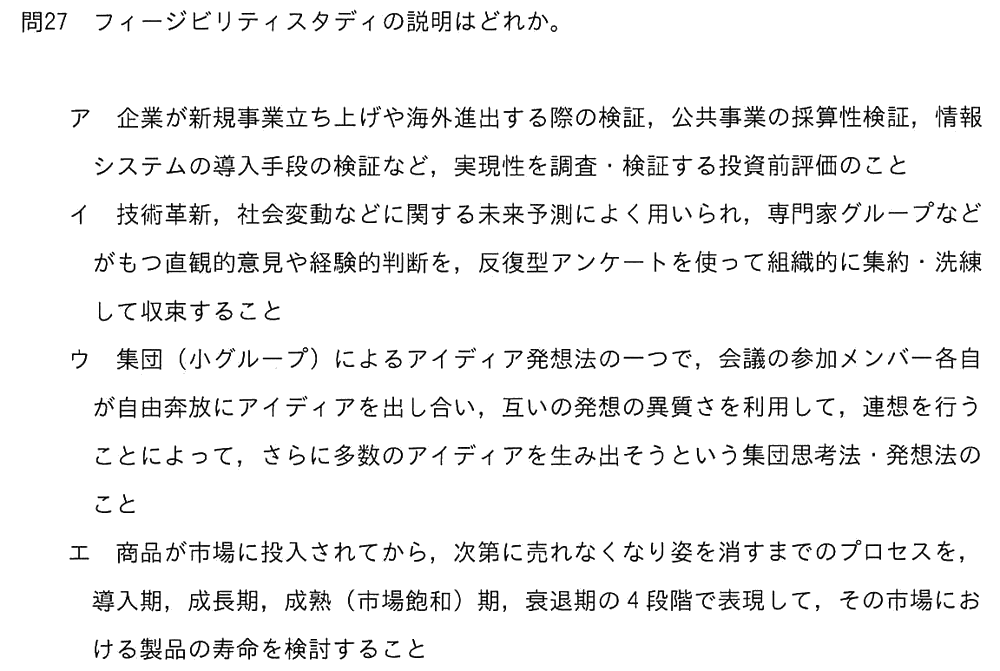 問27　フィージビリティスタディの説明はどれか。
ア　企業が新規事業立ち上げや海外進出する際の検証，公共事業の採算性検証，情報
システムの導入手段の検証など，実現性を調査・検証する投資前評価のこと
イ　技術革新，社会変動などに関する未来予測によく用いられ，専門家グループなど
がもつ直観的意見や経験的判断を，反復型アンケートを使って組織的に集約・洗練
して収束すること
ウ　集団（小グループ）によるアイディア発想法の一つで，会議の参加メンバー各自
が自由奔放にアイディアを出し合い，互いの発想の異質さを利用して，連想を行う
ことによって，さらに多数のアイディアを生み出そうという集団思考法・発想法の
こと
エ　商品が市場に投入されてから，次第に売れなくなり姿を消すまでのプロセスを，
導入期，成長期，成熟（市場飽和）期，衰退期の４段階で表現して，その市場にお
ける製品の寿命を検討すること